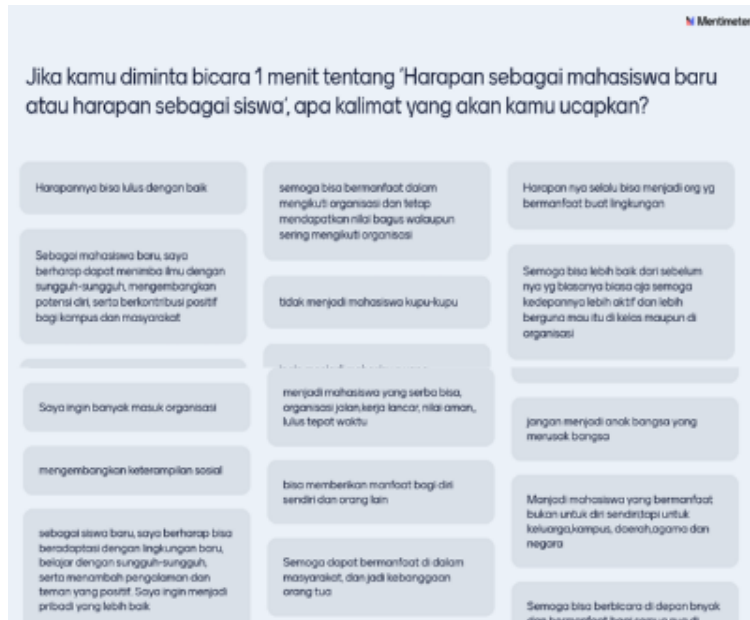 Mentimeter
Jika kamu diminta bicara 1 menit tentang 'Harapan sebagai mahasiswa baru
atau harapan sebagai siswa', apa kalimat yang akan kamu ucapkan?
Harapannya bisa lulus dengan baik
Sebagai mahasiswa baru, saya
berharap dapat menimba ilmu dengan
sungguh-sungguh, mengembangkan
potensi diri, serta berkontribusi positif
bagi kampus dan masyarakat
Saya ingin banyak masuk organisasi
mengembangkan keterampilan sosial
sebagai siswa baru, saya berharap bisa
beradaptasi dengan lingkungan baru,
belajar dengan sungguh-sungguh,
serta menambah pengalaman dan
teman yang positif. Saya ingin menjadi
pribadi yang lebih baik
semoga bisa bermanfaat dalam
mengikuti organisasi dan tetap
mendapatkan nilai bagus walaupun
sering mengikuti organisasi
tidak menjadi mahasiswa kupu-kupu
menjadi mahasiswa yang serba bisa,
organisasi jalan,kerja lancar, nilai aman,
lulus tepat waktu
bisa memberikan manfaat bagi diri
sendiri dan orang lain
Semoga dapat bermanfaat di dalam
masyarakat, dan jadi kebanggaan
orang tua
Harapan nya selalu bisa menjadi org yg
bermanfaat buat lingkungan
Semoga bisa lebih baik dari sebelum
nya yg biasanya biasa aja semoga
kedepannya lebih aktif dan lebih
berguna mau itu di kelas maupun di
organisasi
jangan menjadi anak bangsa yang
merusak bangsa
Manjadi mahasiswa yang bermanfaat
bukan untuk diri sendiri,tapi untuk
keluarga,kampus, daerah,agama dan
negara
Semoga bisa berbicara di depan bnyak